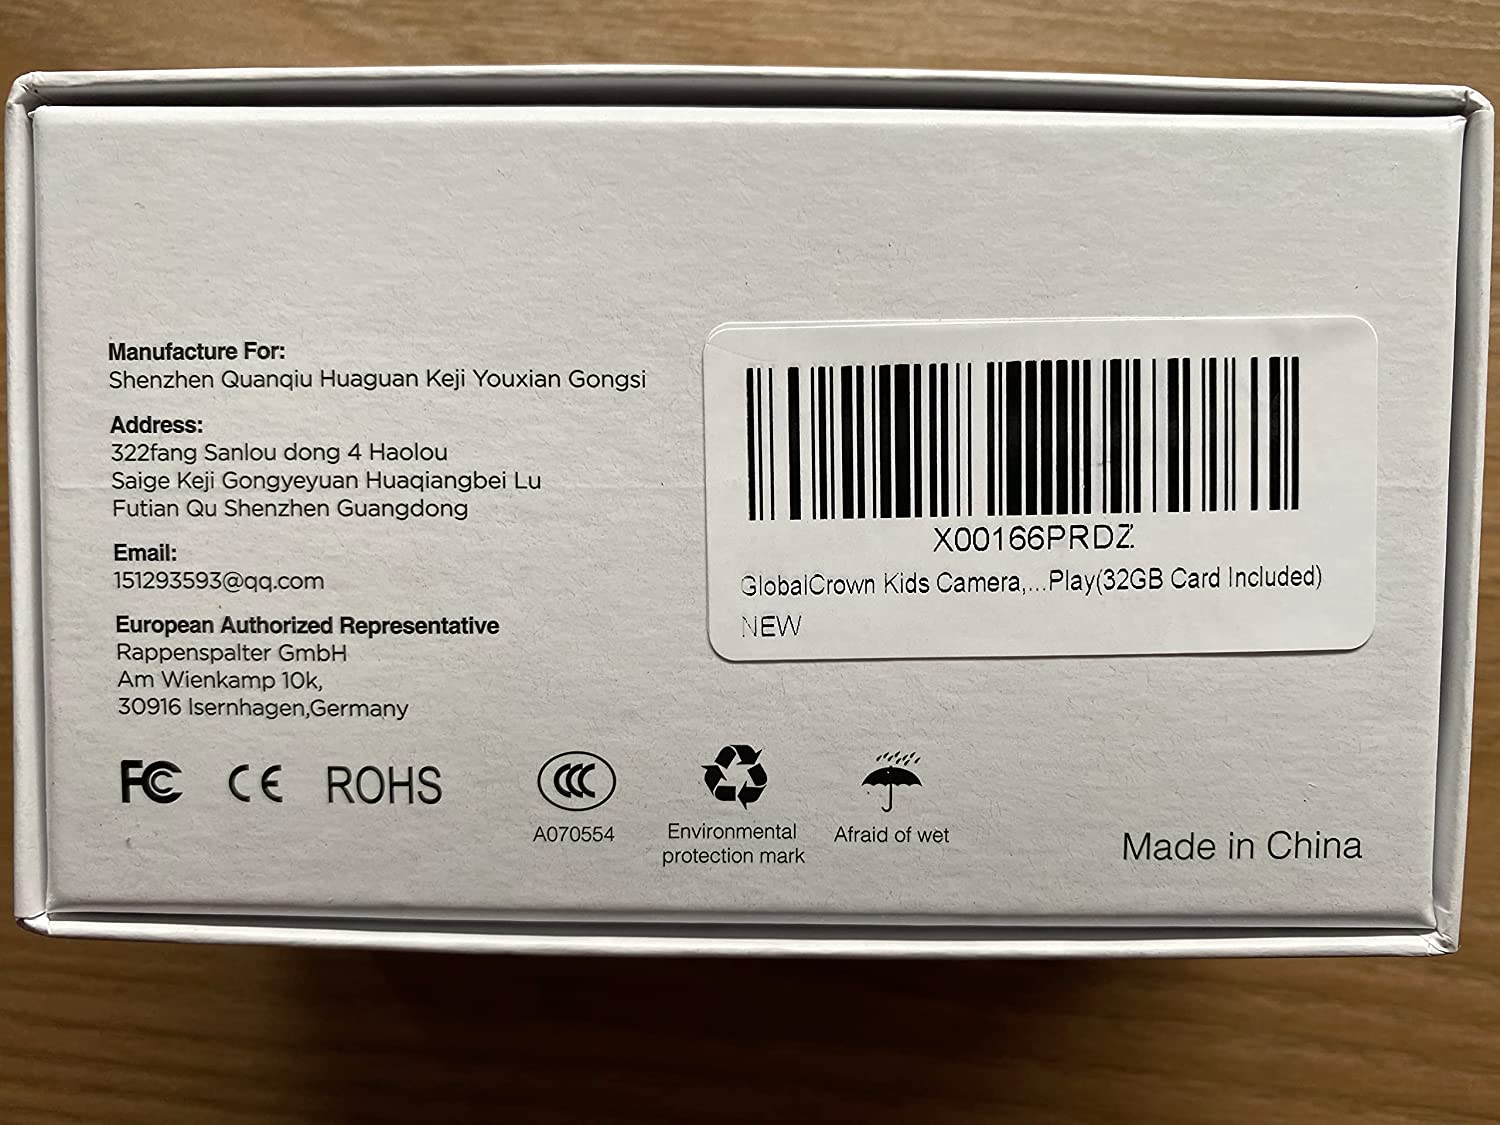 Manufacture For:
Shenzhen Quanqiu Huaguan Keji Youxian Gongsi
Address:
322fang Sanlou dong 4 Haolou
Saige Keji Gongyeyuan Huaqiangbei Lu
Futian Qu Shenzhen Guangdong
Email:
151293593@qq.com
European Authorized Representative
Rappenspalter GmbH
Am Wienkamp 10k,
30916 Isernhagen,Germany
X00166PRDZ
GlobalCrown Kids Camera,...Play(32GB Card Included)
NEW
FC CE ROHS
CCC
A070554
Environmental
protection mark
Afraid of wet
Made in China